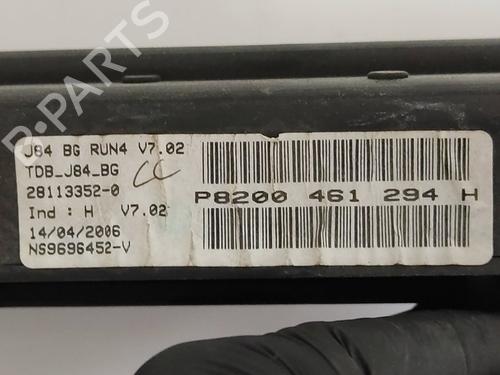 J84 BG RUN4 V7.02
TDB_J84_BG
28113352-0
Ind : H V7.02
14/04/2006
NS9696452-V
CC
P8200 461 294 H
B-PARTS